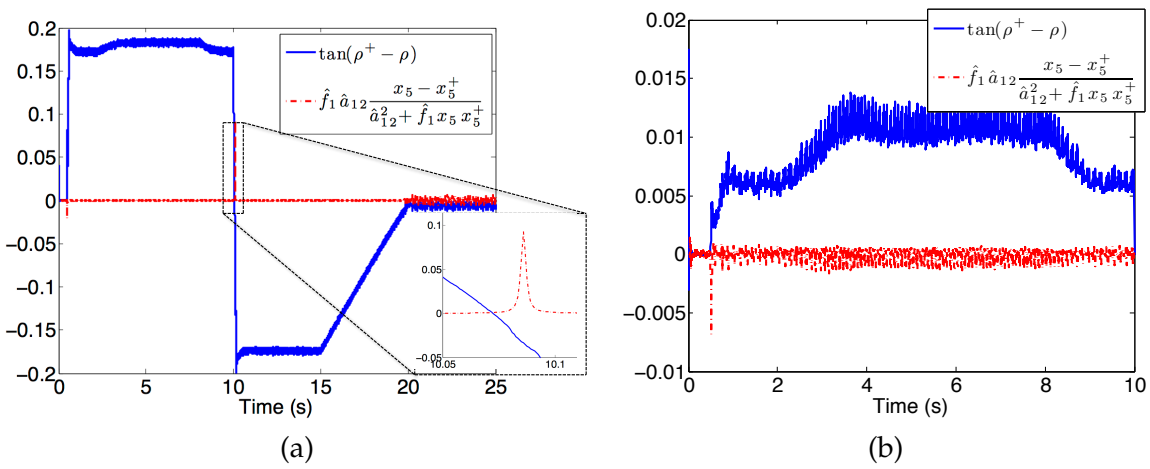 0.2
0.15
0.1
0.05
0
−0.05
−0.1
−0.15
−0.2
0 5 10 15 20 25
Time (s)
tan(ρ⁺ − ρ)
f̂₁ â₁₂ (x₅ − x₅⁺)/(â₁₂² + f̂₁ x₅ x₅⁺)
0.1
0.05
0
−0.05
10.05 10.1
(a)
0.02
0.015
0.01
0.005
0
0.005
−0.01
0 2 4 6 8 10
Time (s)
tan(ρ⁺ − ρ)
f̂₁ â₁₂ (x₅ − x₅⁺)/(â₁₂² + f̂₁ x₅ x₅⁺)
(b)